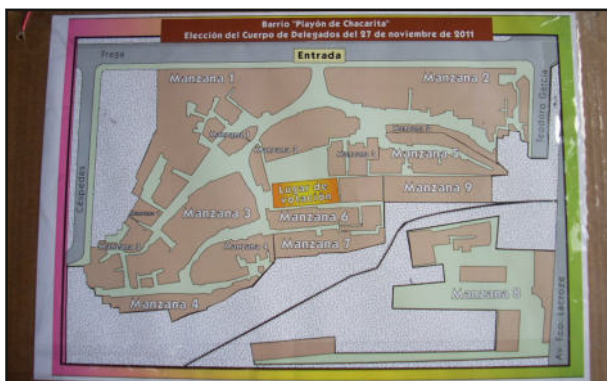 Barrio "Playón de Chacarita"
Elección del Cuerpo de Delegados del 27 de noviembre de 2011
Fraga
Entrada
Manzana 1
Manzana 2
Teodoro García
Manzana 5
Lugar de
votación
Manzana 9
Céspedes
Manzana 3
Manzana 6
Manzana 7
Manzana 4
Manzana 8
Av. Fco. Lacroze